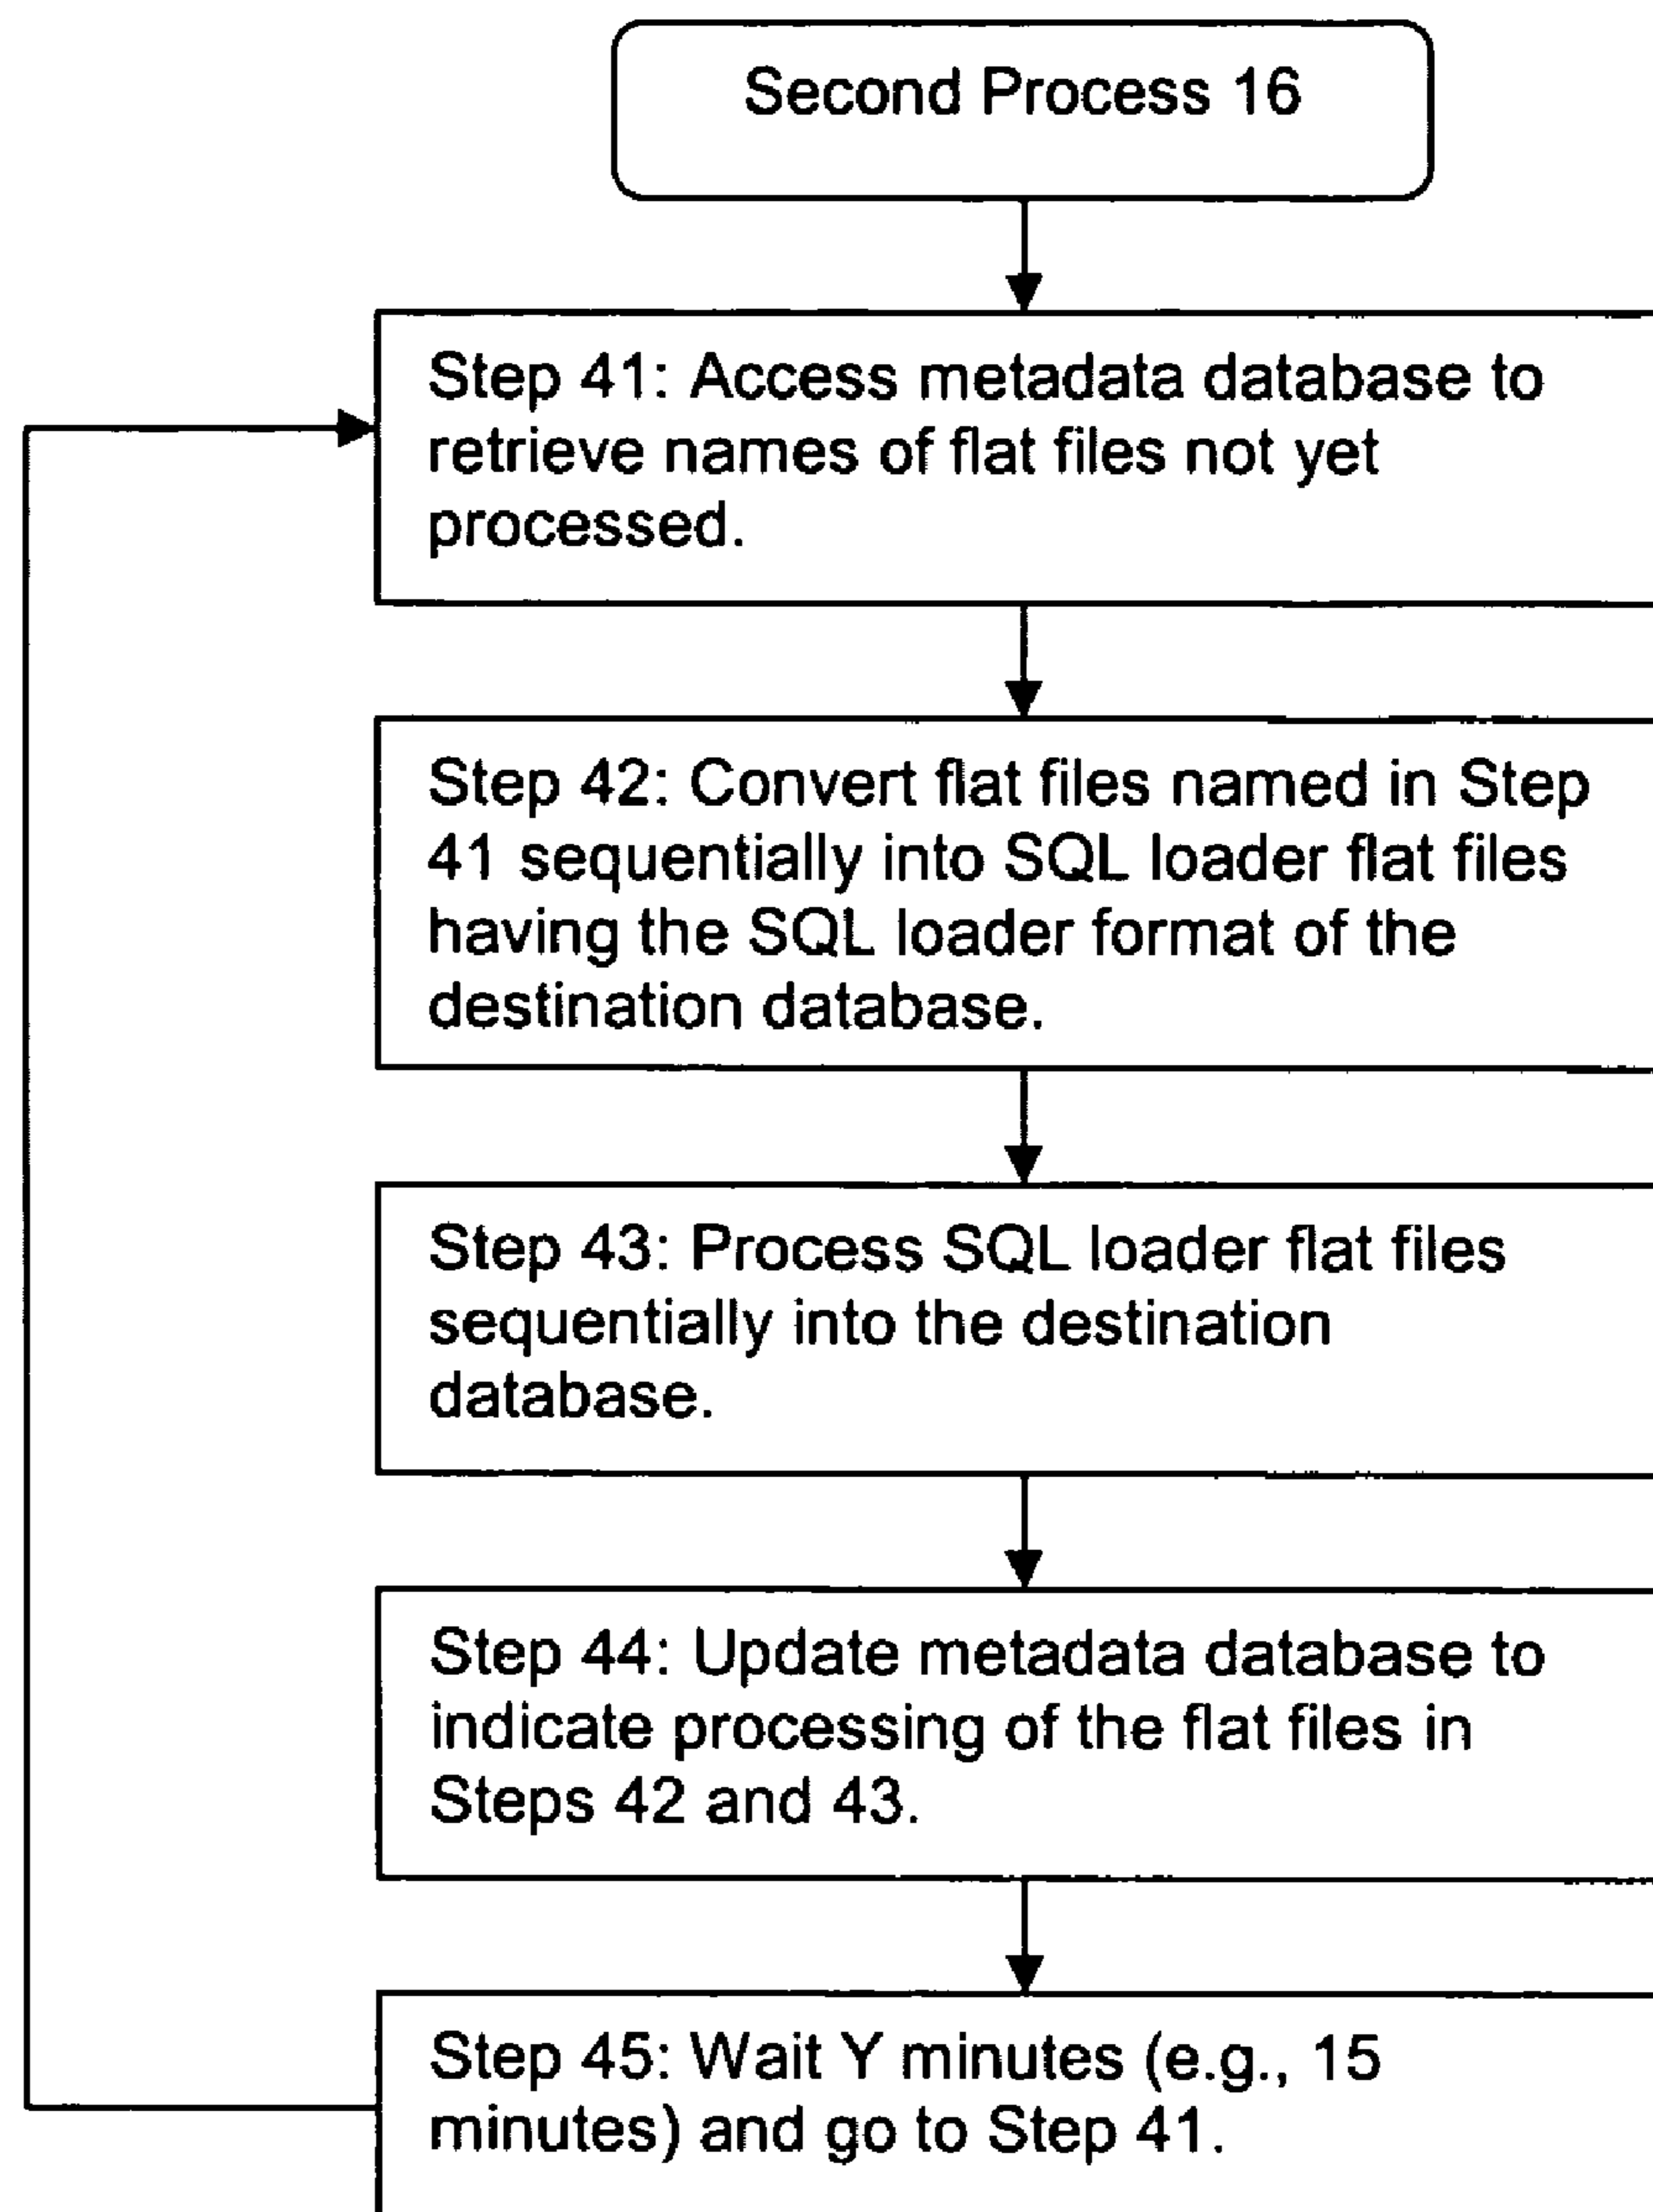 Second Process 16
Step 41: Access metadata database to
retrieve names of flat files not yet
processed.
Step 42: Convert flat files named in Step
41 sequentially into SQL loader flat files
having the SQL loader format of the
destination database.
Step 43: Process SQL loader flat files
sequentially into the destination
database.
Step 44: Update metadata database to
indicate processing of the flat files in
Steps 42 and 43.
Step 45: Wait Y minutes (e.g., 15
minutes) and go to Step 41.